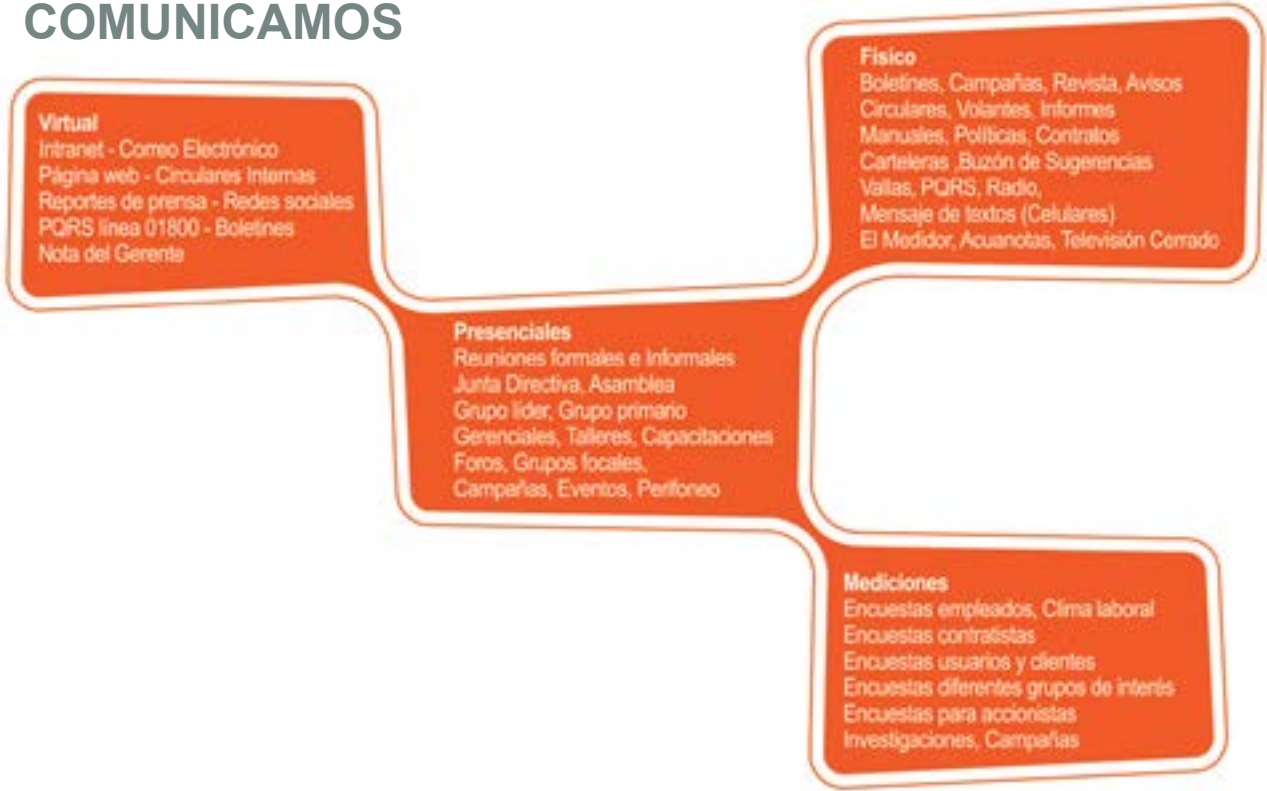 COMUNICAMOS
Virtual
Intranet - Correo Electrónico
Página web - Circulares Internas
Reportes de prensa - Redes sociales
PQRS línea 01800 - Boletines
Nota del Gerente
Físico
Boletines, Campañas, Revista, Avisos
Circulares, Volantes, Informes
Manuales, Políticas, Contratos
Carteleras ,Buzón de Sugerencias
Vallas, PQRS, Radio,
Mensaje de textos (Celulares)
El Medidor, Acuanotas, Televisión Cerrado
Presenciales
Reuniones formales e Informales
Junta Directiva, Asamblea
Grupo líder, Grupo primario
Gerenciales, Talleres, Capacitaciones
Foros, Grupos focales,
Campañas, Eventos, Perifoneo
Mediciones
Encuestas empleados, Clima laboral
Encuestas contratistas
Encuestas usuarios y clientes
Encuestas diferentes grupos de interés
Encuestas para accionistas
Investigaciones, Campañas